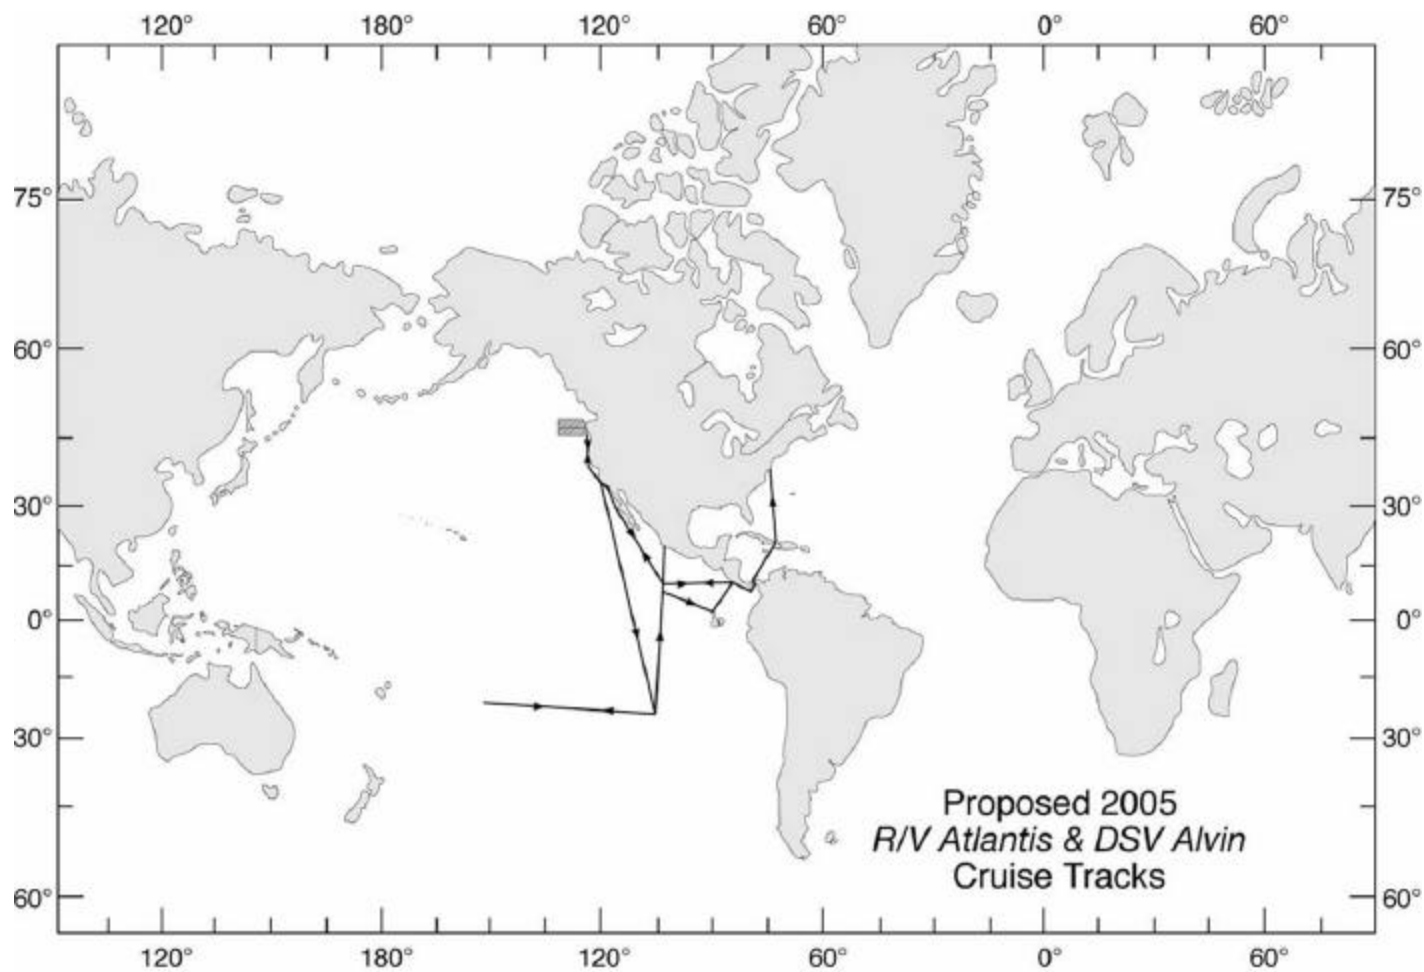 120° 180° 120° 60° 0° 60°
75° 75°
60° 60°
30° 30°
0° 0°
30° 30°
Proposed 2005
R/V Atlantis & DSV Alvin
Cruise Tracks
60° 60°
120° 180° 120° 60° 0° 60°